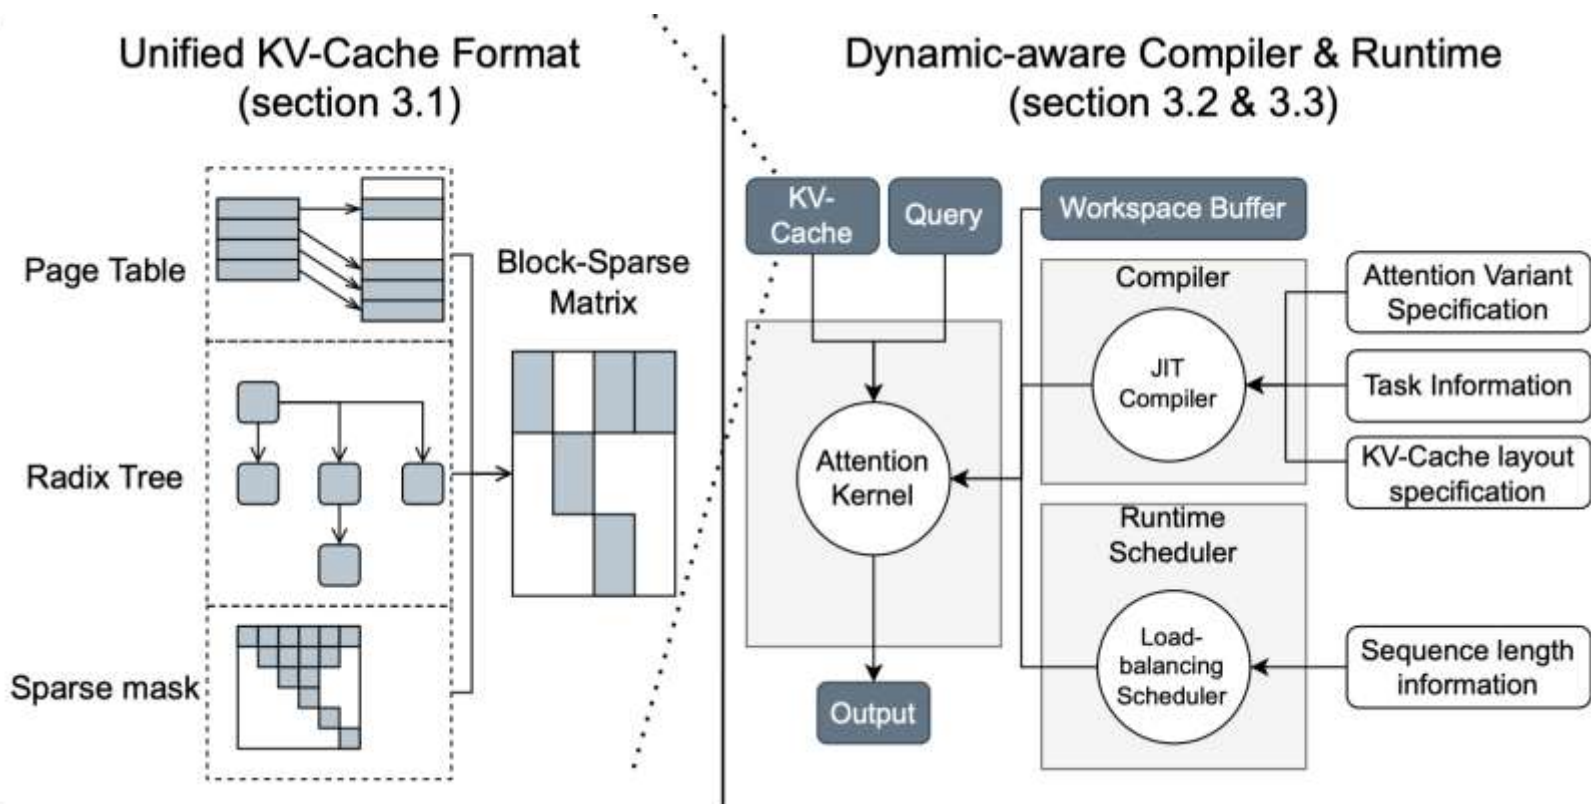 Unified KV-Cache Format
(section 3.1)
Page Table
Radix Tree
Sparse mask
Block-Sparse
Matrix
Dynamic-aware Compiler & Runtime
(section 3.2 & 3.3)
KV-
Cache
Query
Workspace Buffer
Compiler
JIT
Compiler
Attention Variant
Specification
Task Information
KV-Cache layout
specification
Attention
Kernel
Runtime
Scheduler
Load-
balancing
Scheduler
Sequence length
information
Output